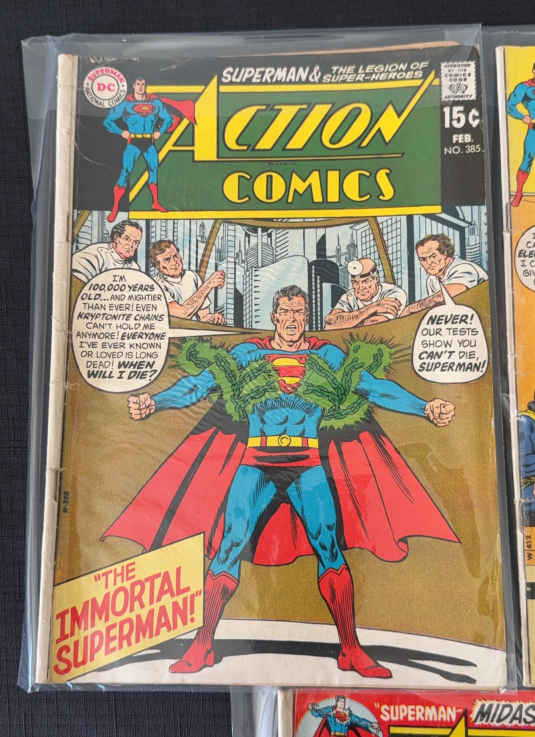 SUPERMAN & THE LEGION OF
SUPER-HEROES
SUPERMAN
DC
NATIONAL COMICS
APPROVED
BY THE
COMICS
CODE
AUTHORITY
ACTION
COMICS
15¢
FEB.
NO. 385
I'M
100,000 YEARS
OLD...AND MIGHTIER
THAN EVER! EVEN
KRYPTONITE CHAINS
CAN'T HOLD ME
ANYMORE! EVERYONE
I'VE EVER KNOWN
OR LOVED IS LONG
DEAD! WHEN
WILL I DIE?
NEVER!
OUR TESTS
SHOW YOU
CAN'T DIE,
SUPERMAN!
"THE
IMMORTAL
SUPERMAN!"
"SUPERMAN
MIDAS